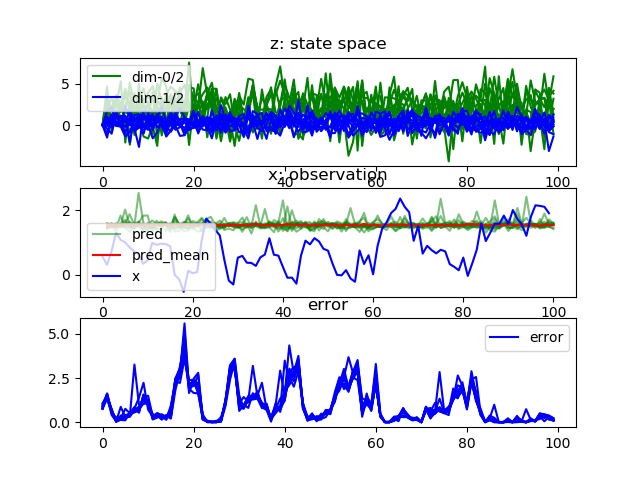 z: state space
5
0
dim-0/2
dim-1/2
0 20 40 60 80 100
x: observation
2
0
pred
pred_mean
x
0 20 40 60 80 100
error
5.0
2.5
0.0
error
0 20 40 60 80 100